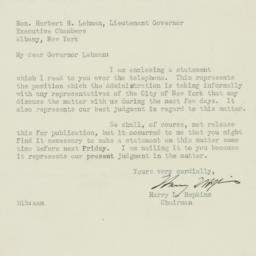 Hon. Herbert H. Lehman, Lieutenant Governor
Executive Chambers
Albany, New York
My dear Governor Lehman:
I am enclosing a statement
which I read to you over the telephone. This represents
the position which the Administration is taking informally
with any representatives of the City of New York that may
discuss the matter with us during the next few days. It
also represents our best judgment in regard to this matter.
We shall, of course, not release
this for publication, but it occurred to me that you might
find it necessary to make a statement on this matter some
time before next Friday. I am mailing it to you because
it represents our present judgment in the matter.
Yours very cordially,
Harry L Hopkins
Harry L. Hopkins
Chairman